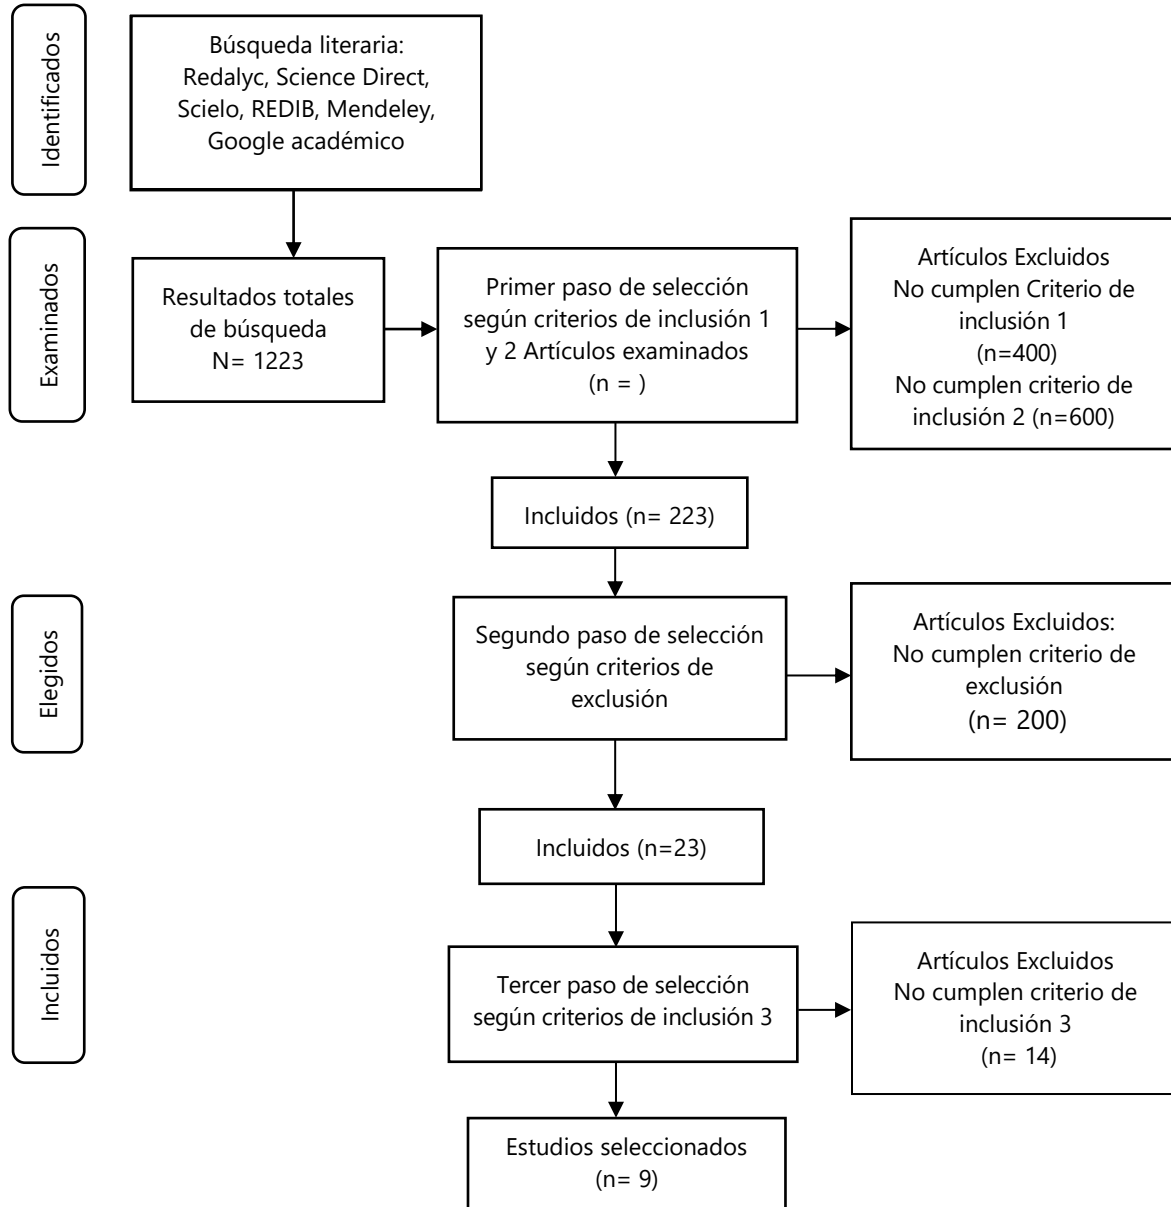 Identificados
Búsqueda literaria:
Redalyc, Science Direct,
Scielo, REDIB, Mendeley,
Google académico
Examinados
Resultados totales
de búsqueda
N= 1223
Primer paso de selección
según criterios de inclusión 1
y 2 Artículos examinados
(n = )
Artículos Excluidos
No cumplen Criterio de
inclusión 1
(n=400)
No cumplen criterio de
inclusión 2 (n=600)
Incluidos (n= 223)
Elegidos
Segundo paso de selección
según criterios de
exclusión
Artículos Excluidos:
No cumplen criterio de
exclusión
(n= 200)
Incluidos (n=23)
Incluidos
Tercer paso de selección
según criterios de inclusión 3
Artículos Excluidos
No cumplen criterio de
inclusión 3
(n= 14)
Estudios seleccionados
(n= 9)